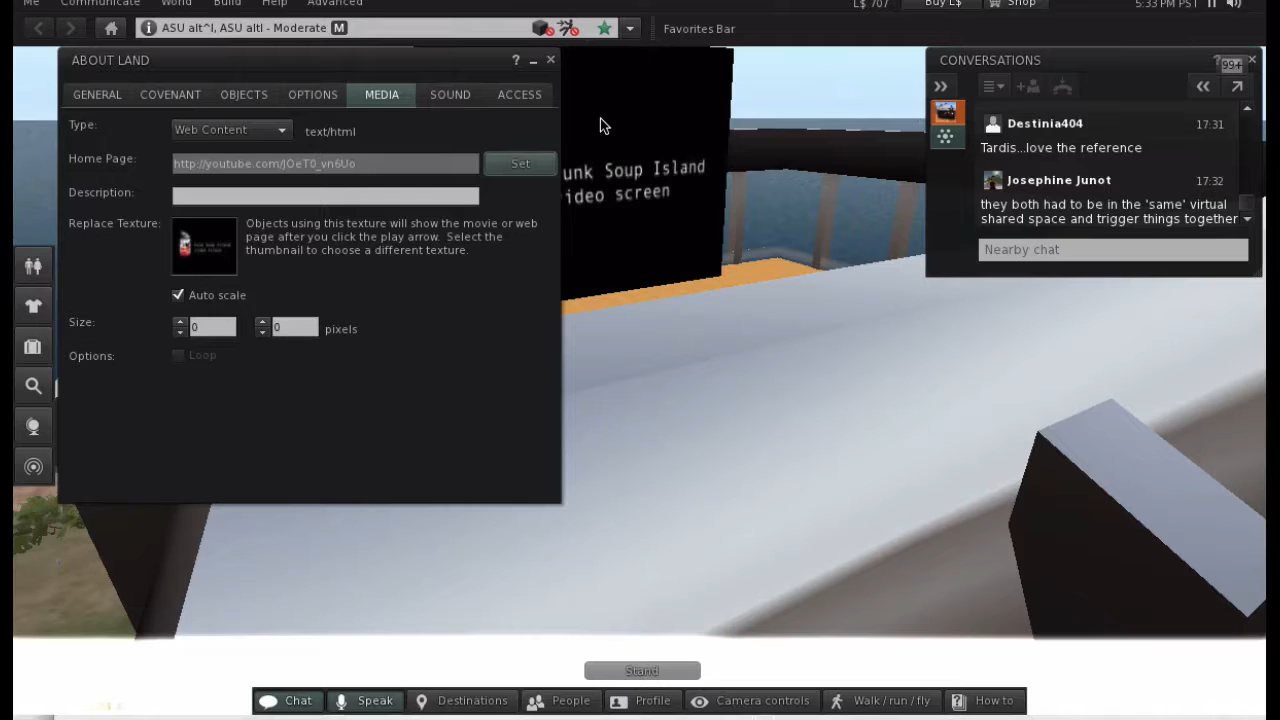 Me Communicate World Build Help Advanced L$ 707 Buy L$ Shop 5:33 PM PST
ASU alt^I, ASU altI - Moderate M Favorites Bar
ABOUT LAND ?
GENERAL COVENANT OBJECTS OPTIONS MEDIA SOUND ACCESS
Type: Web Content text/html
Home Page: http://youtube.com/JOeT0_vn6Uo Set
Description:
Replace Texture: Objects using this texture will show the movie or web
page after you click the play arrow. Select the
thumbnail to choose a different texture.
Auto scale
Size: 0 0 pixels
Options: Loop
unk Soup Island
ideo screen
CONVERSATIONS ? 99+
Destinia404 17:31
Tardis...love the reference
Josephine Junot 17:32
they both had to be in the 'same' virtual
shared space and trigger things together
Nearby chat
Stand
Chat Speak Destinations People Profile Camera controls Walk / run / fly How to